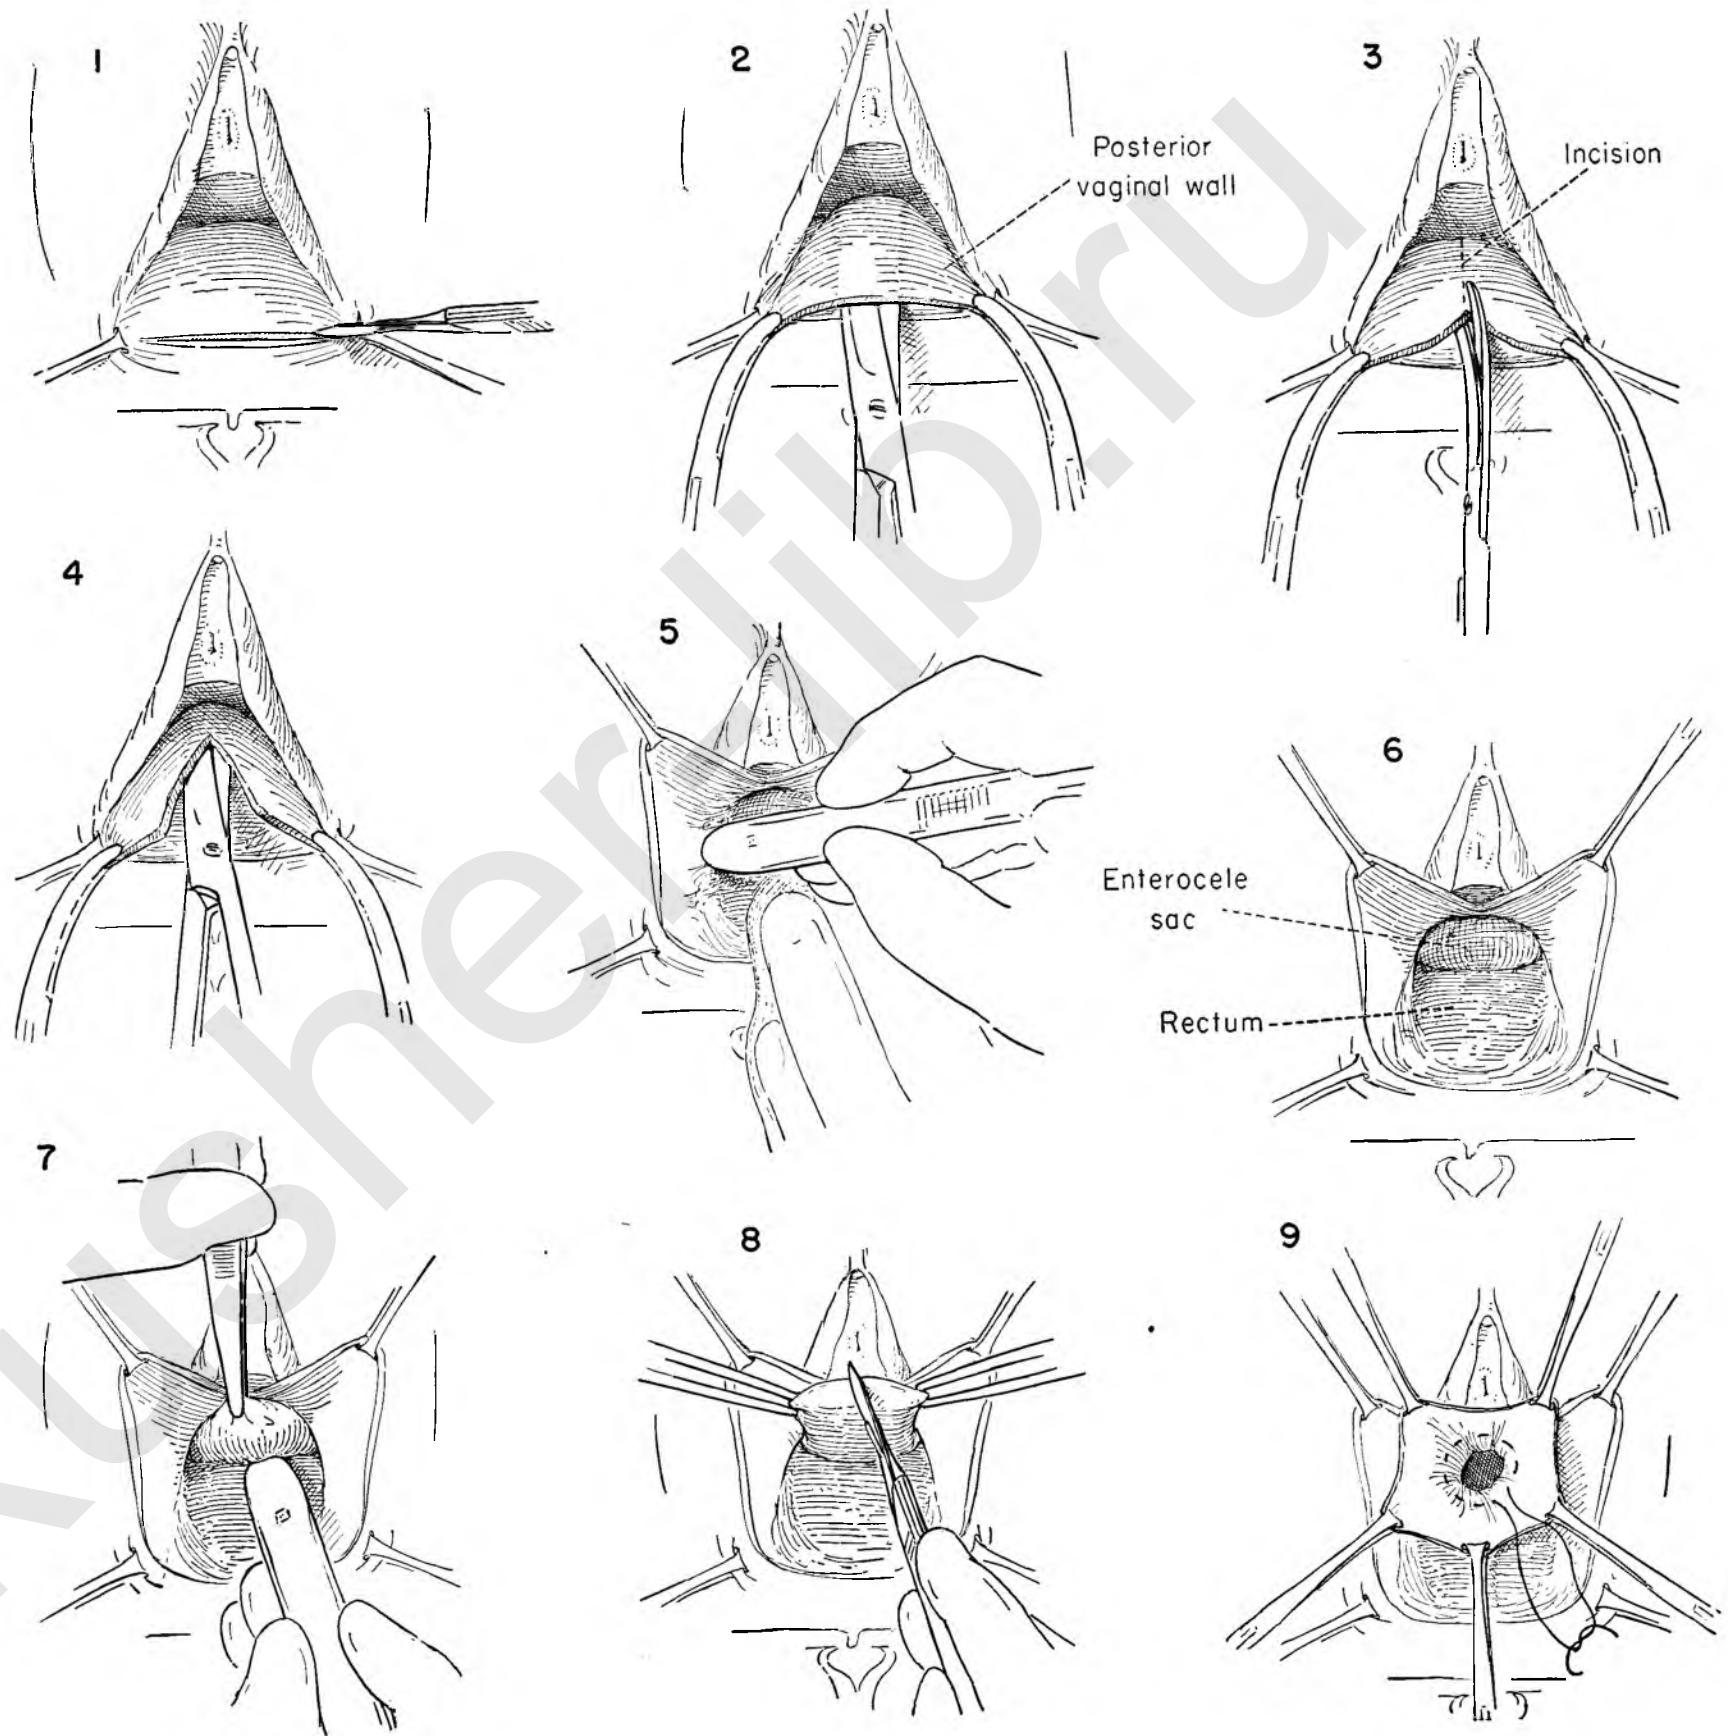 1
2
3
Posterior
vaginal wall
Incision
4
5
6
Enterocele
sac
Rectum
7
8
9
kusherlib.ru